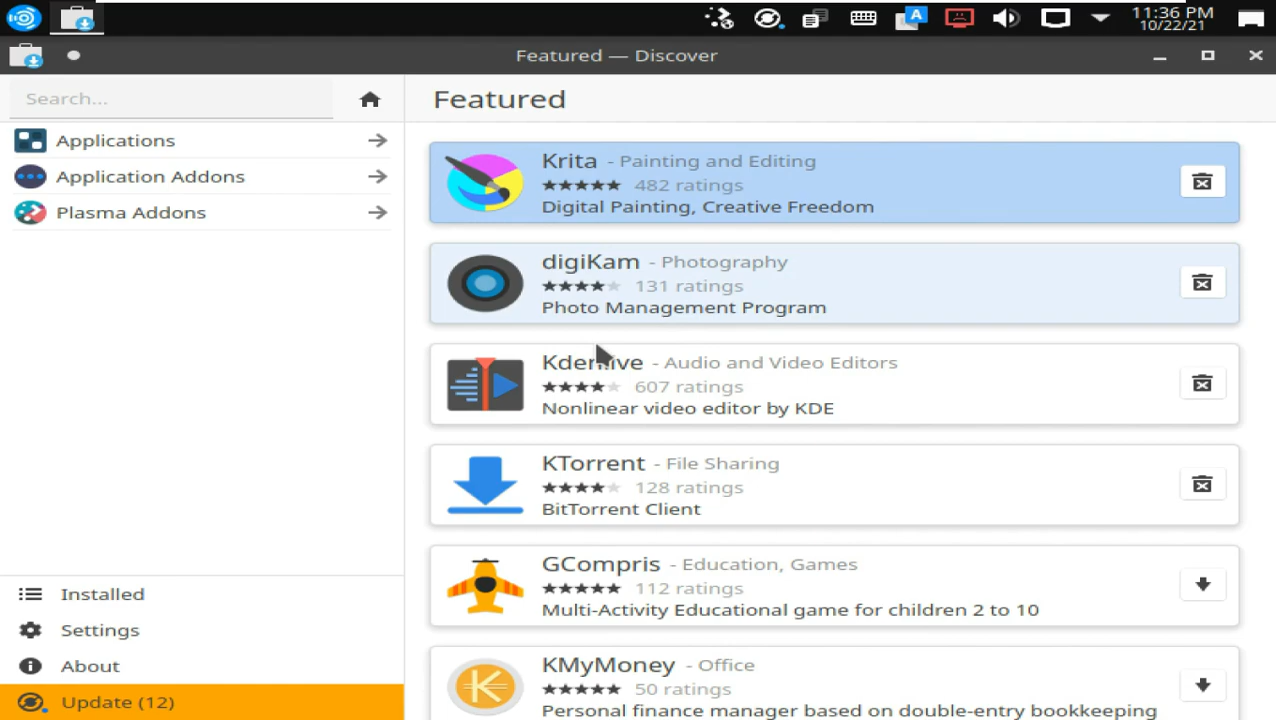 11:36 PM
10/22/21
A
Featured — Discover
Search...
Featured
Applications
Application Addons
Plasma Addons
Krita - Painting and Editing
482 ratings
Digital Painting, Creative Freedom
digiKam - Photography
131 ratings
Photo Management Program
Kdenlive - Audio and Video Editors
607 ratings
Nonlinear video editor by KDE
KTorrent - File Sharing
128 ratings
BitTorrent Client
GCompris - Education, Games
112 ratings
Multi-Activity Educational game for children 2 to 10
KMyMoney - Office
50 ratings
Personal finance manager based on double-entry bookkeeping
Installed
Settings
About
Update (12)